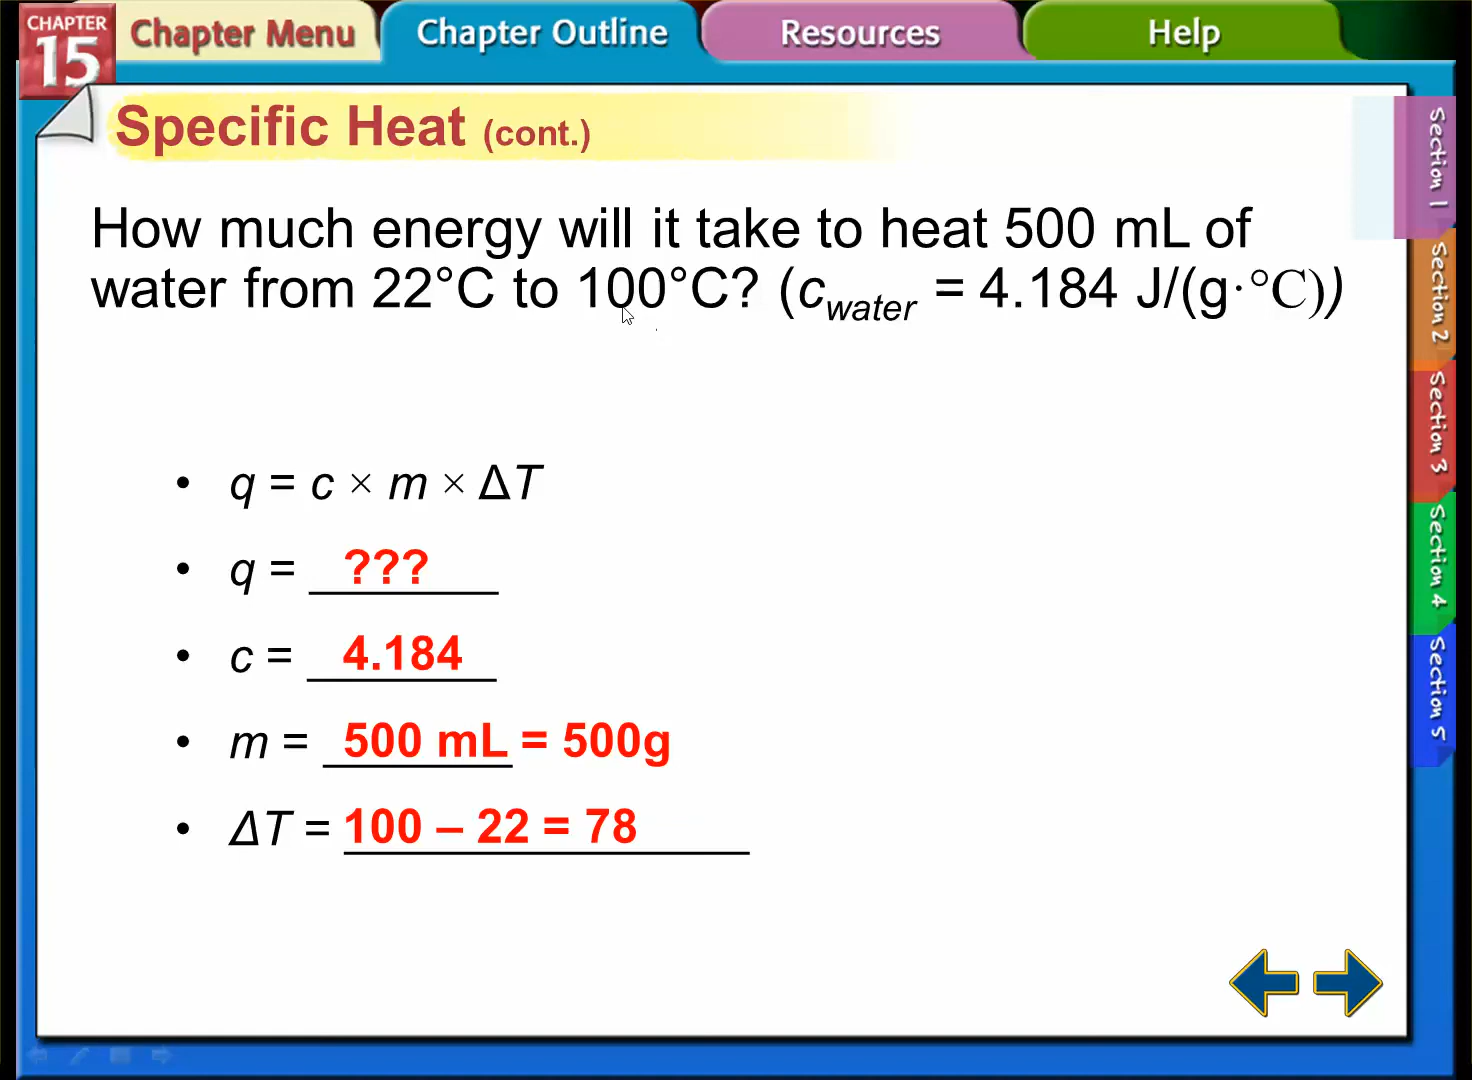 CHAPTER
15
Chapter Menu
Chapter Outline
Resources
Help
Specific Heat (cont.)
How much energy will it take to heat 500 mL of
water from 22°C to 100°C? (cwater = 4.184 J/(g·°C))
• q = c × m × ΔT
• q = ???
• c = 4.184
• m = 500 mL = 500g
• ΔT = 100 – 22 = 78
Section 1
Section 2
Section 3
Section 4
Section 5